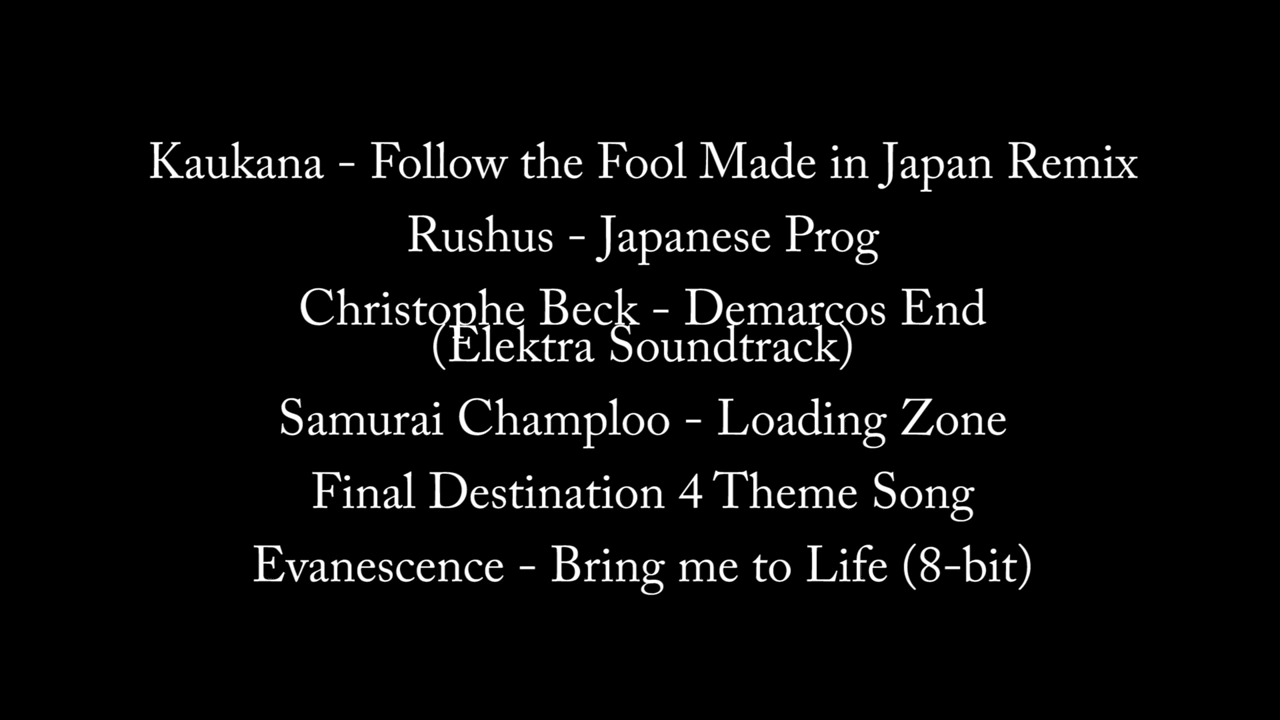 Kaukana - Follow the Fool Made in Japan Remix
Rushus - Japanese Prog
Christophe Beck - Demarcos End
(Elektra Soundtrack)
Samurai Champloo - Loading Zone
Final Destination 4 Theme Song
Evanescence - Bring me to Life (8-bit)